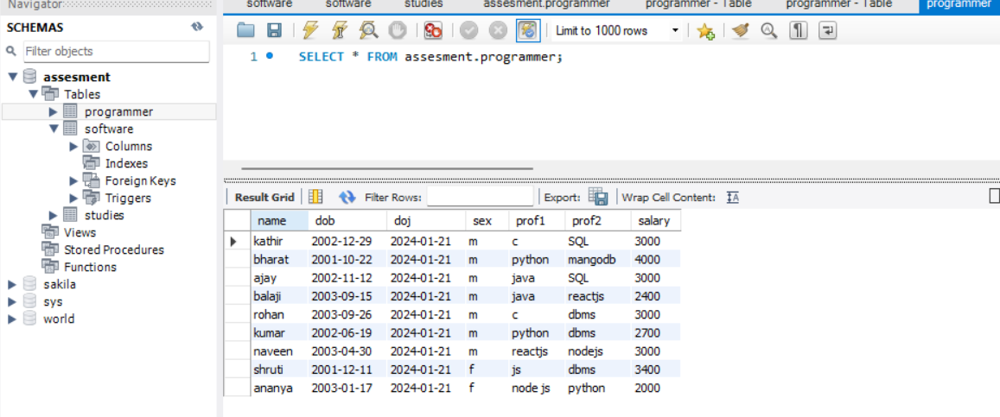 Navigator
software software studies assesment.programmer programmer - Table programmer - Table programmer
SCHEMAS
Filter objects
assesment
Tables
programmer
software
Columns
Indexes
Foreign Keys
Triggers
studies
Views
Stored Procedures
Functions
sakila
sys
world
Limit to 1000 rows
1 SELECT * FROM assesment.programmer;
Result Grid Filter Rows: Export: Wrap Cell Content:
name dob doj sex prof1 prof2 salary
kathir 2002-12-29 2024-01-21 m c SQL 3000
bharat 2001-10-22 2024-01-21 m python mangodb 4000
ajay 2002-11-12 2024-01-21 m java SQL 3000
balaji 2003-09-15 2024-01-21 m java reactjs 2400
rohan 2003-09-26 2024-01-21 m c dbms 3000
kumar 2002-06-19 2024-01-21 m python dbms 2700
naveen 2003-04-30 2024-01-21 m reactjs nodejs 3000
shruti 2001-12-11 2024-01-21 f js dbms 3400
ananya 2003-01-17 2024-01-21 f node js python 2000